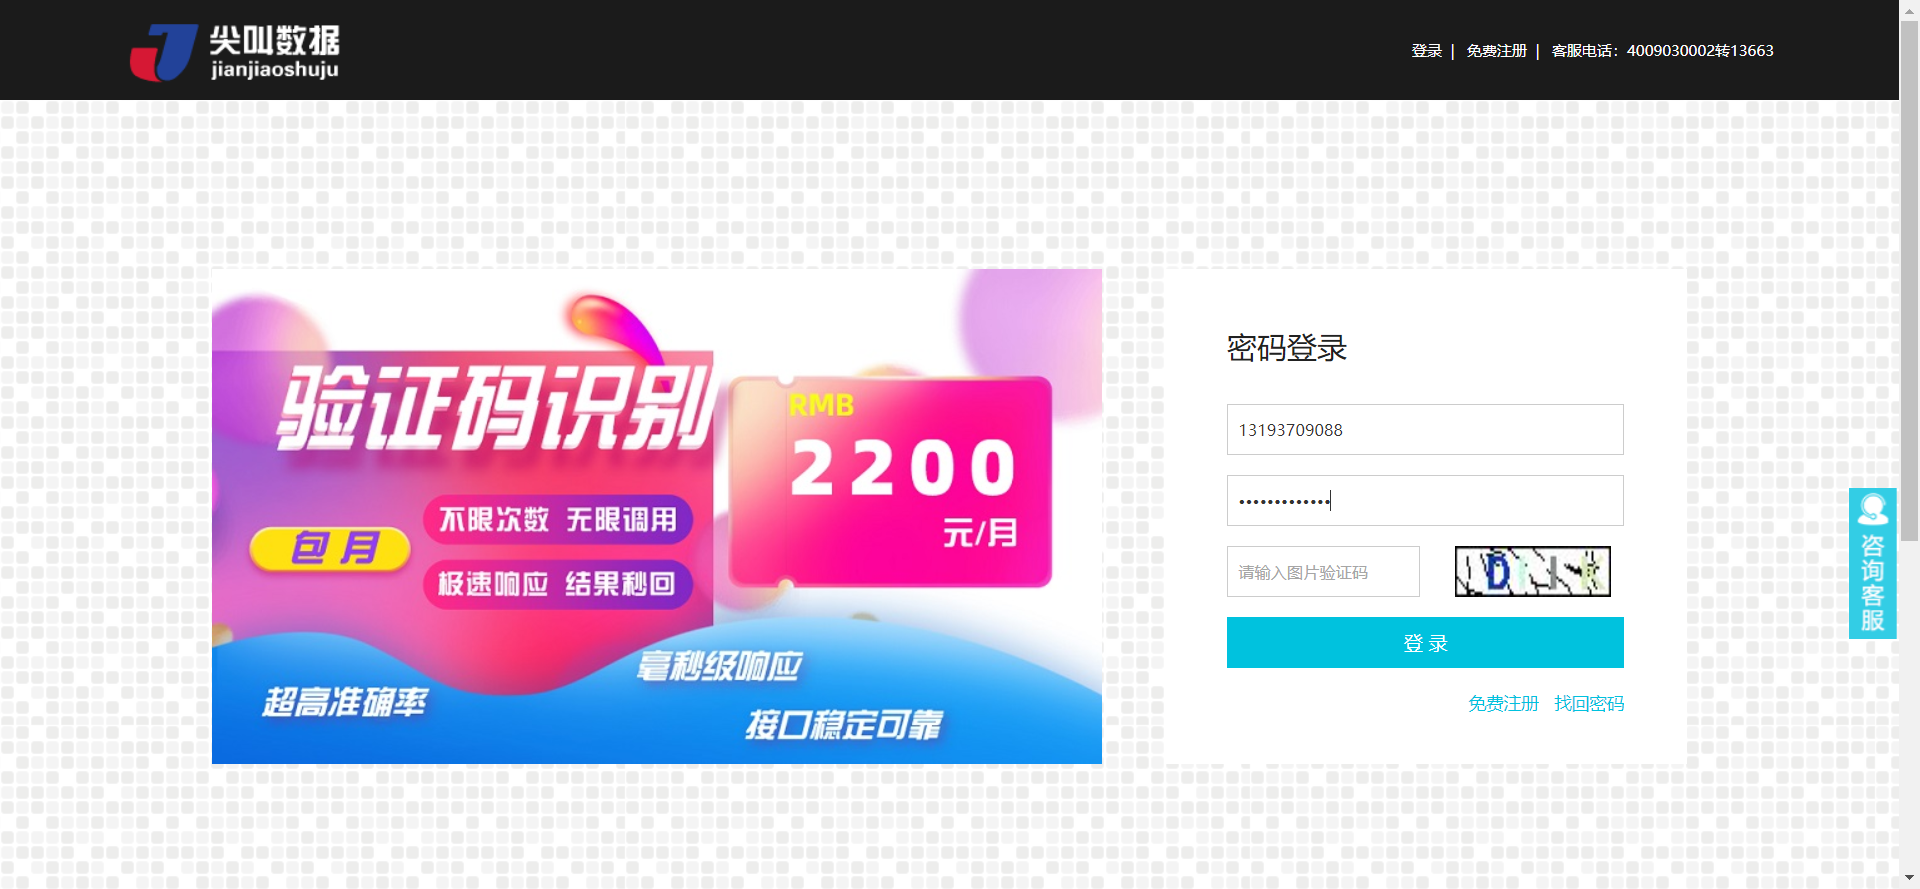 尖叫数据
jianjiaoshuju
登录 | 免费注册 | 客服电话：4009030002转13663
验证码识别
RMB
2200
元/月
包月
不限次数 无限调用
极速响应 结果秒回
毫秒级响应
超高准确率
接口稳定可靠
密码登录
13193709088
•••••••••••••
请输入图片验证码
登 录
免费注册 找回密码
咨询客服